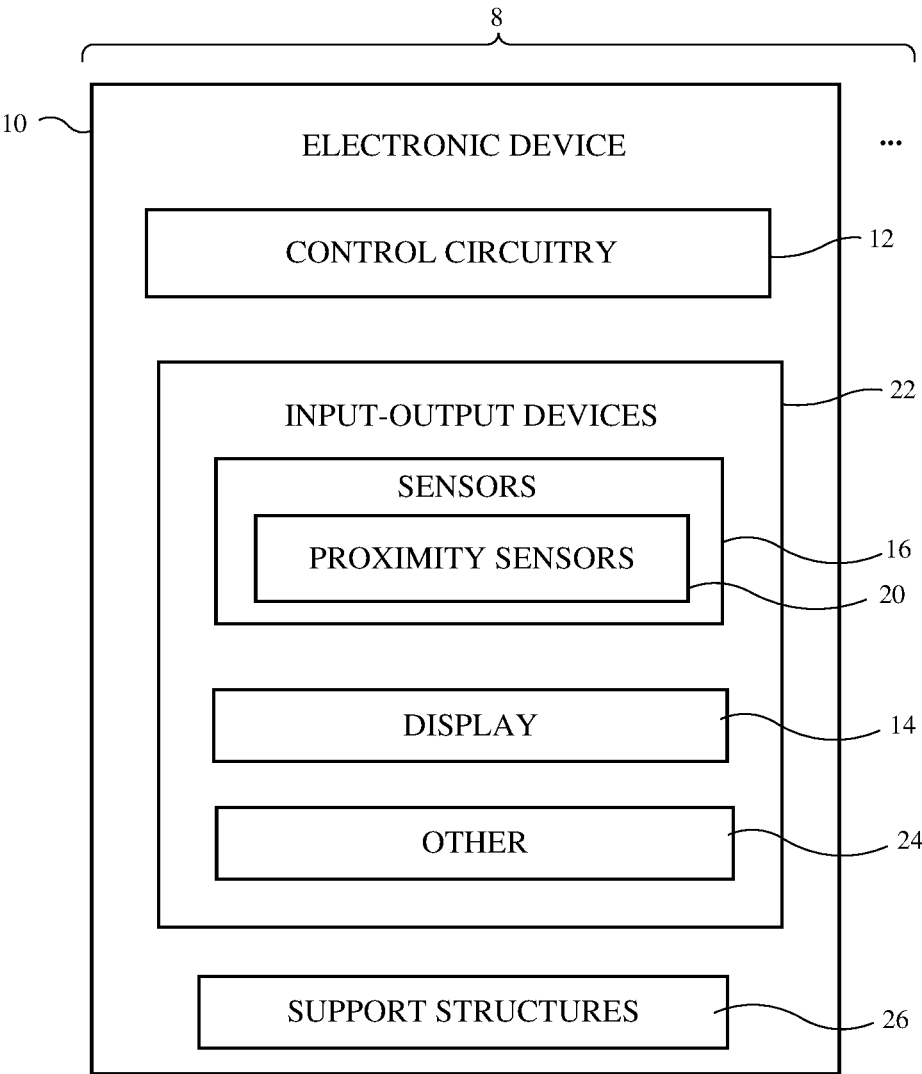 8
10
ELECTRONIC DEVICE
...
CONTROL CIRCUITRY
12
22
INPUT-OUTPUT DEVICES
SENSORS
PROXIMITY SENSORS
16
20
DISPLAY
14
OTHER
24
SUPPORT STRUCTURES
26